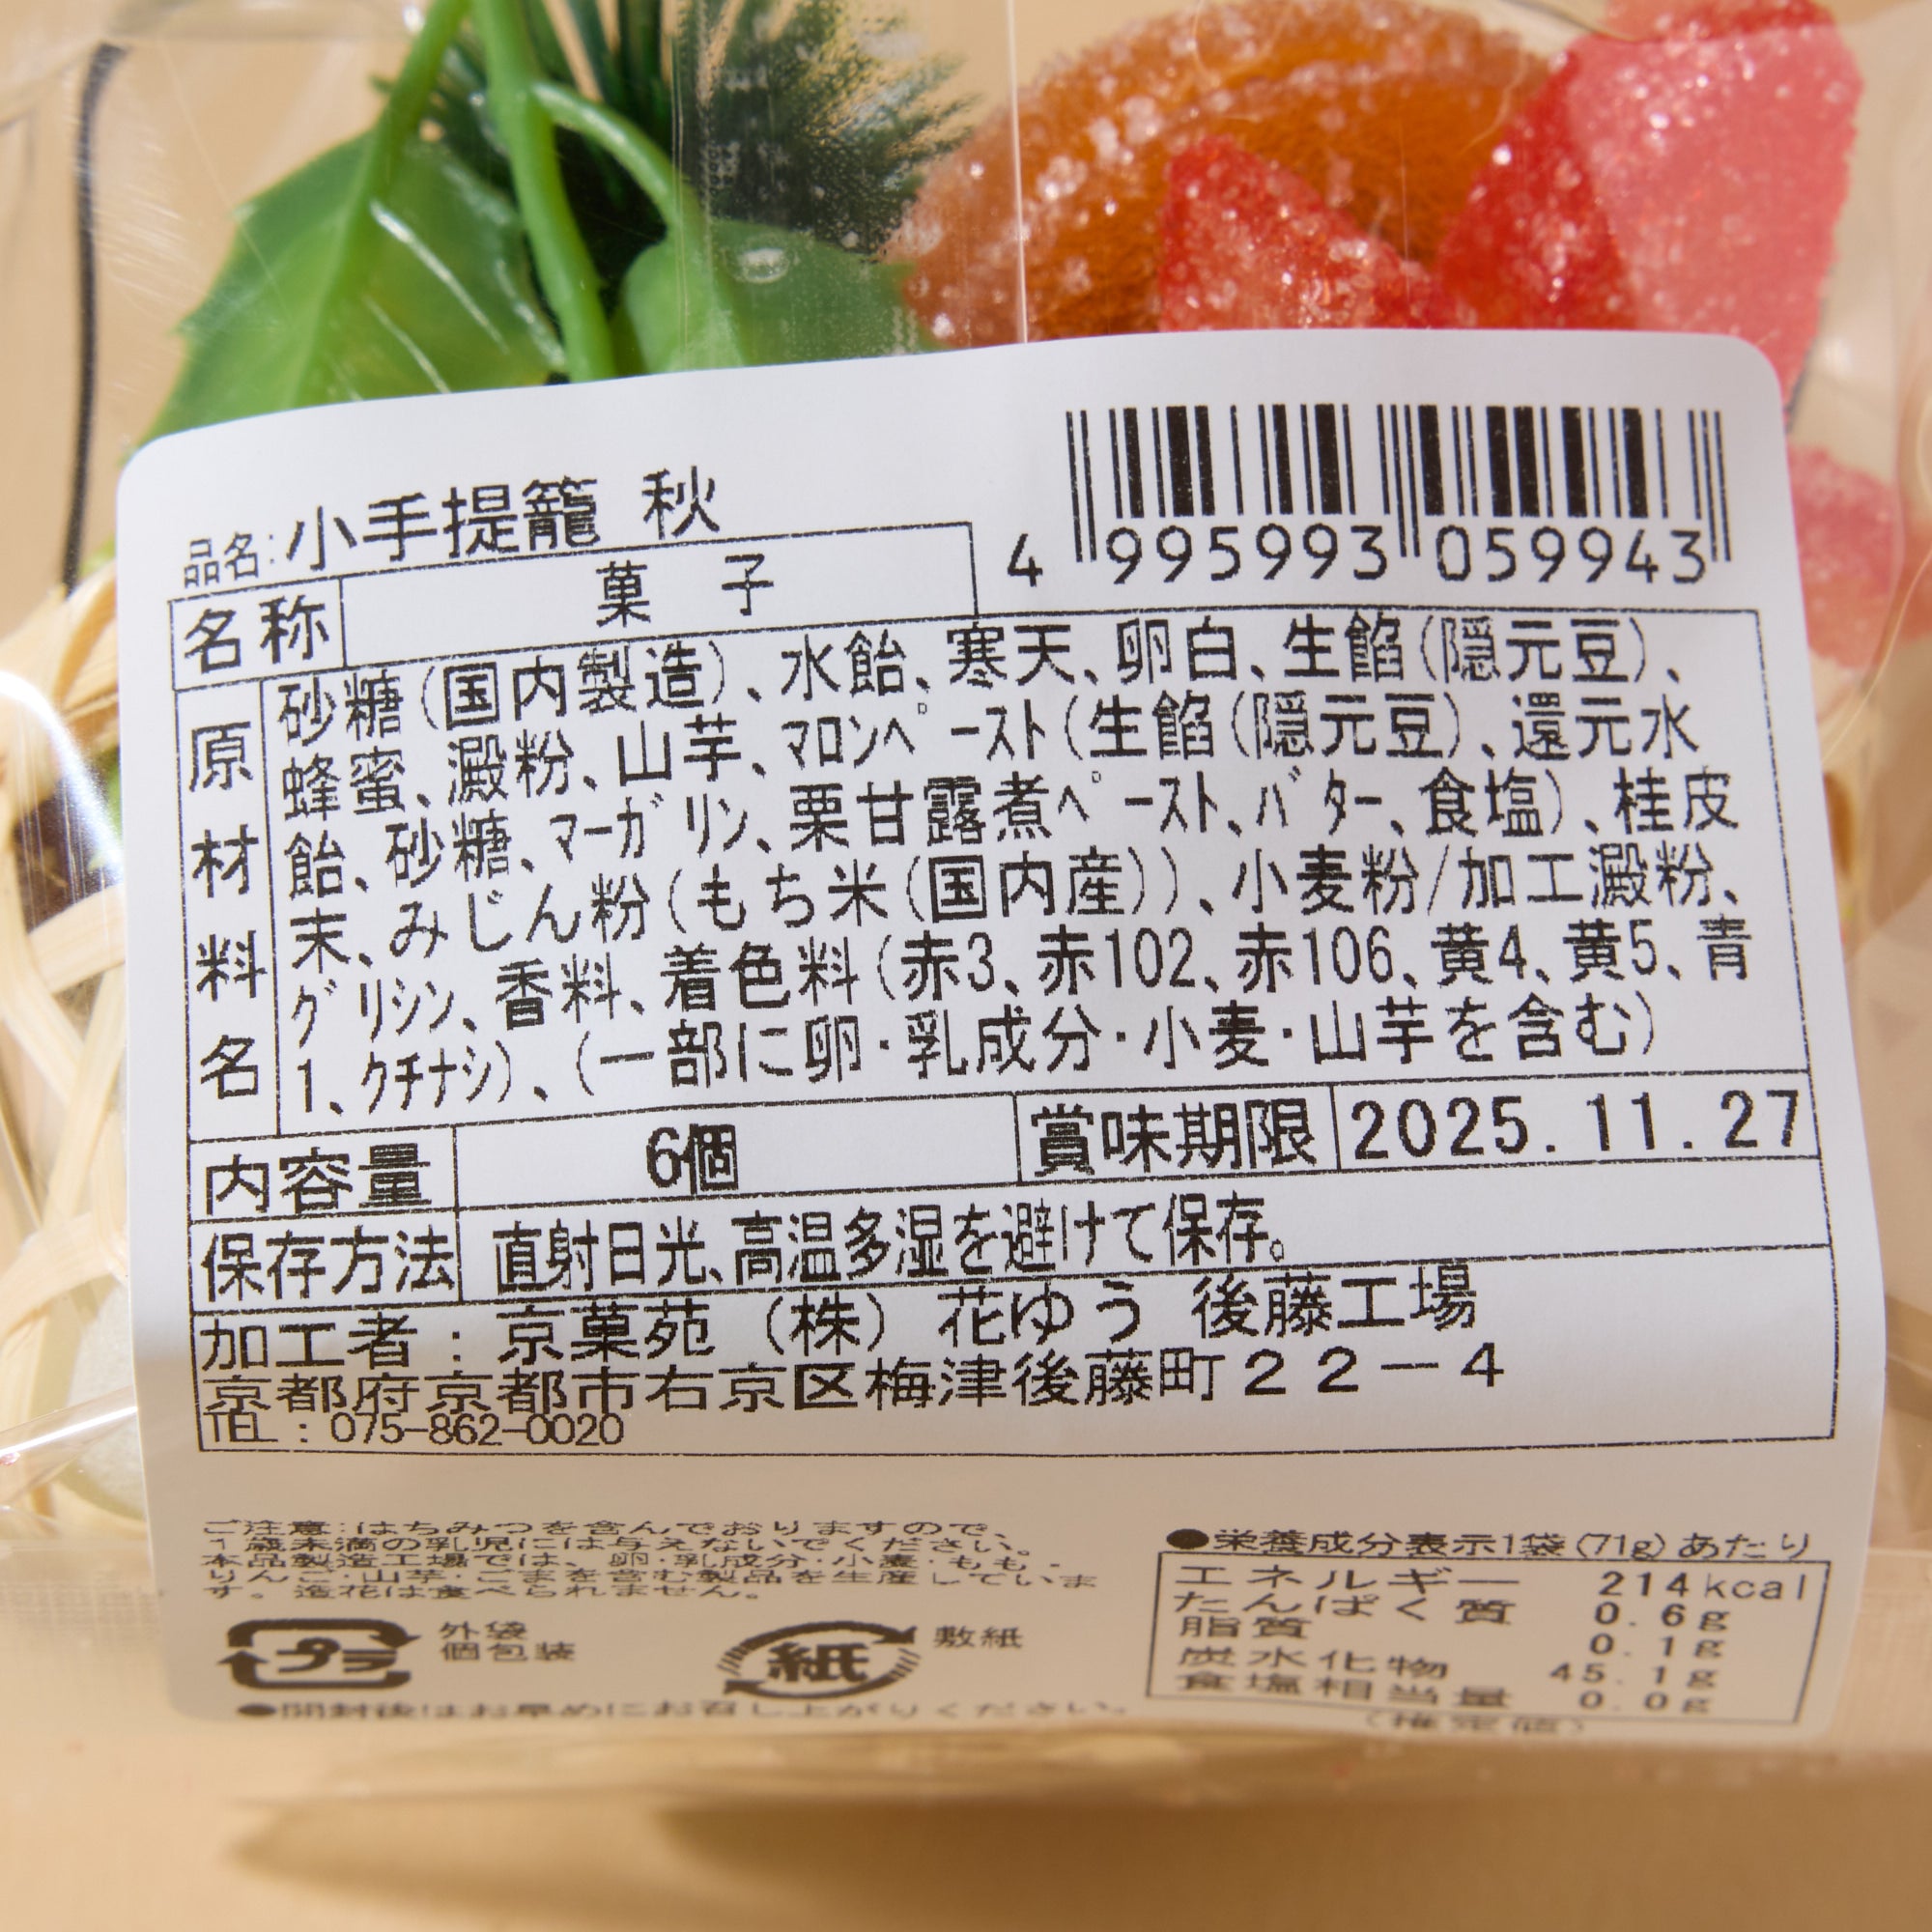 品名:小手提籠 秋
4 995993 059943
名称 菓子
原材料名
砂糖(国内製造)、水飴、寒天、卵白、生餡(隠元豆)、
蜂蜜、澱粉、山芋、ﾏﾛﾝﾍﾟｰｽﾄ(生餡(隠元豆)、還元水
飴、砂糖、ﾏｰｶﾞﾘﾝ、栗甘露煮ﾍﾟｰｽﾄ、ﾊﾞﾀｰ、食塩)、桂皮
末、みじん粉(もち米(国内産))、小麦粉/加工澱粉、
ｸﾞﾘｼﾝ、香料、着色料(赤3、赤102、赤106、黄4、黄5、青
1、ｸﾁﾅｼ)、(一部に卵・乳成分・小麦・山芋を含む)
内容量 6個 賞味期限 2025.11.27
保存方法 直射日光、高温多湿を避けて保存。
加工者：京菓苑（株）花ゆう 後藤工場
京都府京都市右京区梅津後藤町２２－４
TEL：075-862-0020
ご注意:はちみつを含んでおりますので、
１歳未満の乳児には与えないでください。
本品製造工場では、卵・乳成分・小麦・もも・
りんご・山芋・ごまを含む製品を生産していま
す。造花は食べられません。
プラ 外袋
個包装
紙 敷紙
●開封後はお早めにお召し上がりください。
●栄養成分表示1袋(71g)あたり
エネルギー 214kcal
たんぱく質 0.6g
脂質 0.1g
炭水化物 45.1g
食塩相当量 0.0g
(推定値)